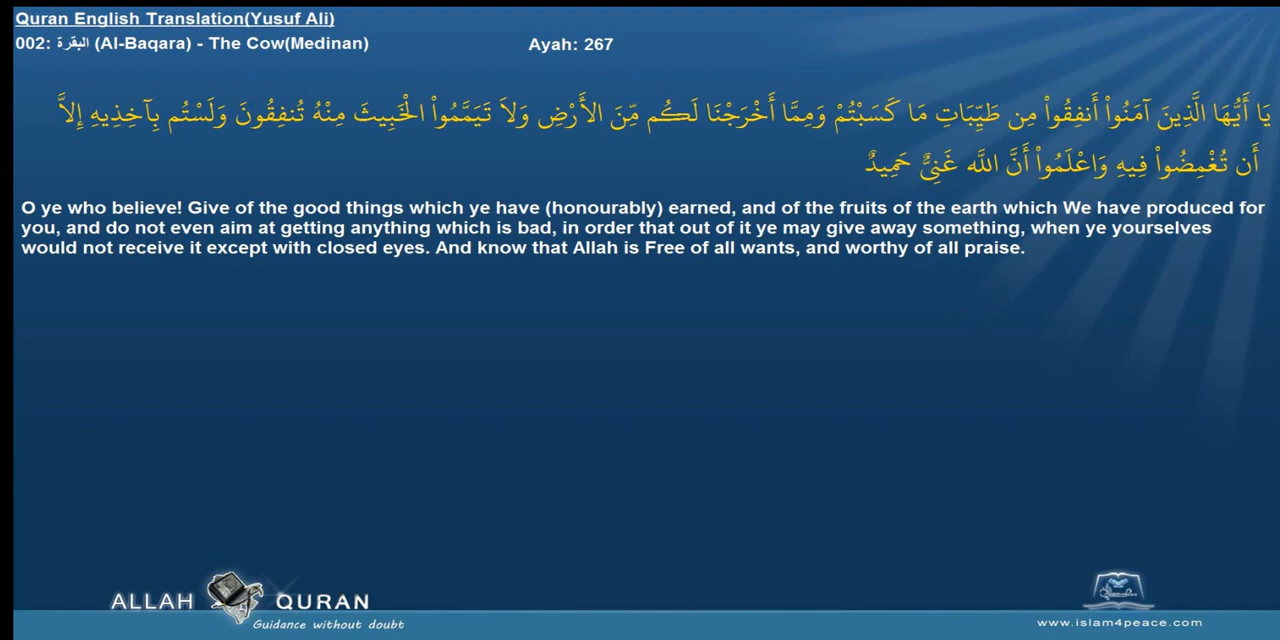 Quran English Translation(Yusuf Ali)
002: البقرة (Al-Baqara) - The Cow(Medinan)
Ayah: 267
يَا أَيُّهَا الَّذِينَ آمَنُواْ أَنفِقُواْ مِن طَيِّبَاتِ مَا كَسَبْتُمْ وَمِمَّا أَخْرَجْنَا لَكُم مِّنَ الأَرْضِ وَلاَ تَيَمَّمُواْ الْخَبِيثَ مِنْهُ تُنفِقُونَ وَلَسْتُم بِآخِذِيهِ إِلاَّ
أَن تُغْمِضُواْ فِيهِ وَاعْلَمُواْ أَنَّ اللّهَ غَنِيٌّ حَمِيدٌ
O ye who believe! Give of the good things which ye have (honourably) earned, and of the fruits of the earth which We have produced for
you, and do not even aim at getting anything which is bad, in order that out of it ye may give away something, when ye yourselves
would not receive it except with closed eyes. And know that Allah is Free of all wants, and worthy of all praise.
ALLAH QURAN
Guidance without doubt
www.islam4peace.com